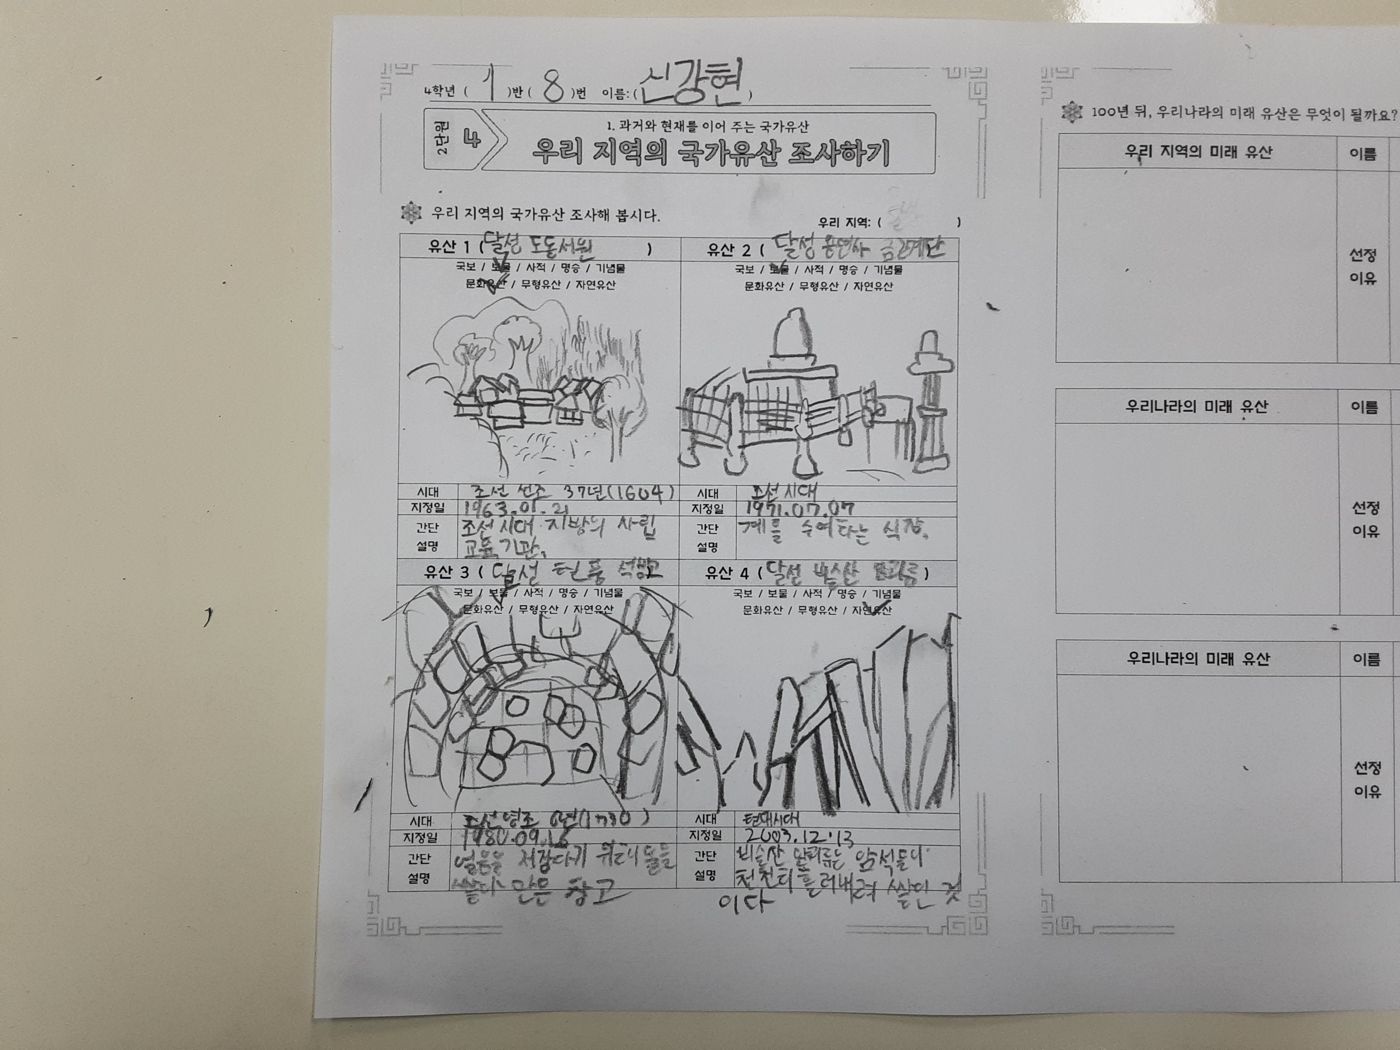 4학년 ( 1 )반 ( 8 )번 이름:( 신강현 )
2단원 4
1. 과거와 현재를 이어 주는 국가유산
우리 지역의 국가유산 조사하기
우리 지역의 국가유산 조사해 봅시다.
우리 지역: ( )
유산 1 ( 달성 도동서원 )
국보 / 보물 / 사적 / 명승 / 기념물
문화유산 / 무형유산 / 자연유산
시대 조선 선조 37년(1604)
지정일 1963.01.21
간단 설명 조선시대 지방의 사립
교육기관.
유산 2 ( 달성 용연사 금강계단
국보 / 보물 / 사적 / 명승 / 기념물
문화유산 / 무형유산 / 자연유산
시대 조선시대
지정일 1971.07.07
간단 설명 계를 수여하는 식장.
유산 3 ( 달성 현풍 석빙고
국보 / 보물 / 사적 / 명승 / 기념물
문화유산 / 무형유산 / 자연유산
시대 조선영조 6년(1730)
지정일 1980.09.16
간단 설명 얼음을 저장하기 위해 돌을
쌓아 만든 창고
유산 4 ( 달성 비슬산 암괴류 )
국보 / 보물 / 사적 / 명승 / 기념물
문화유산 / 무형유산 / 자연유산
시대 현대시대
지정일 2003.12.13
간단 설명 비슬산 암괴류는 암석들이
천천히 흘러내려 쌓인 것
이다
100년 뒤, 우리나라의 미래 유산은 무엇이 될까요?
우리 지역의 미래 유산 이름
선정
이유
우리나라의 미래 유산 이름
선정
이유
우리나라의 미래 유산 이름
선정
이유